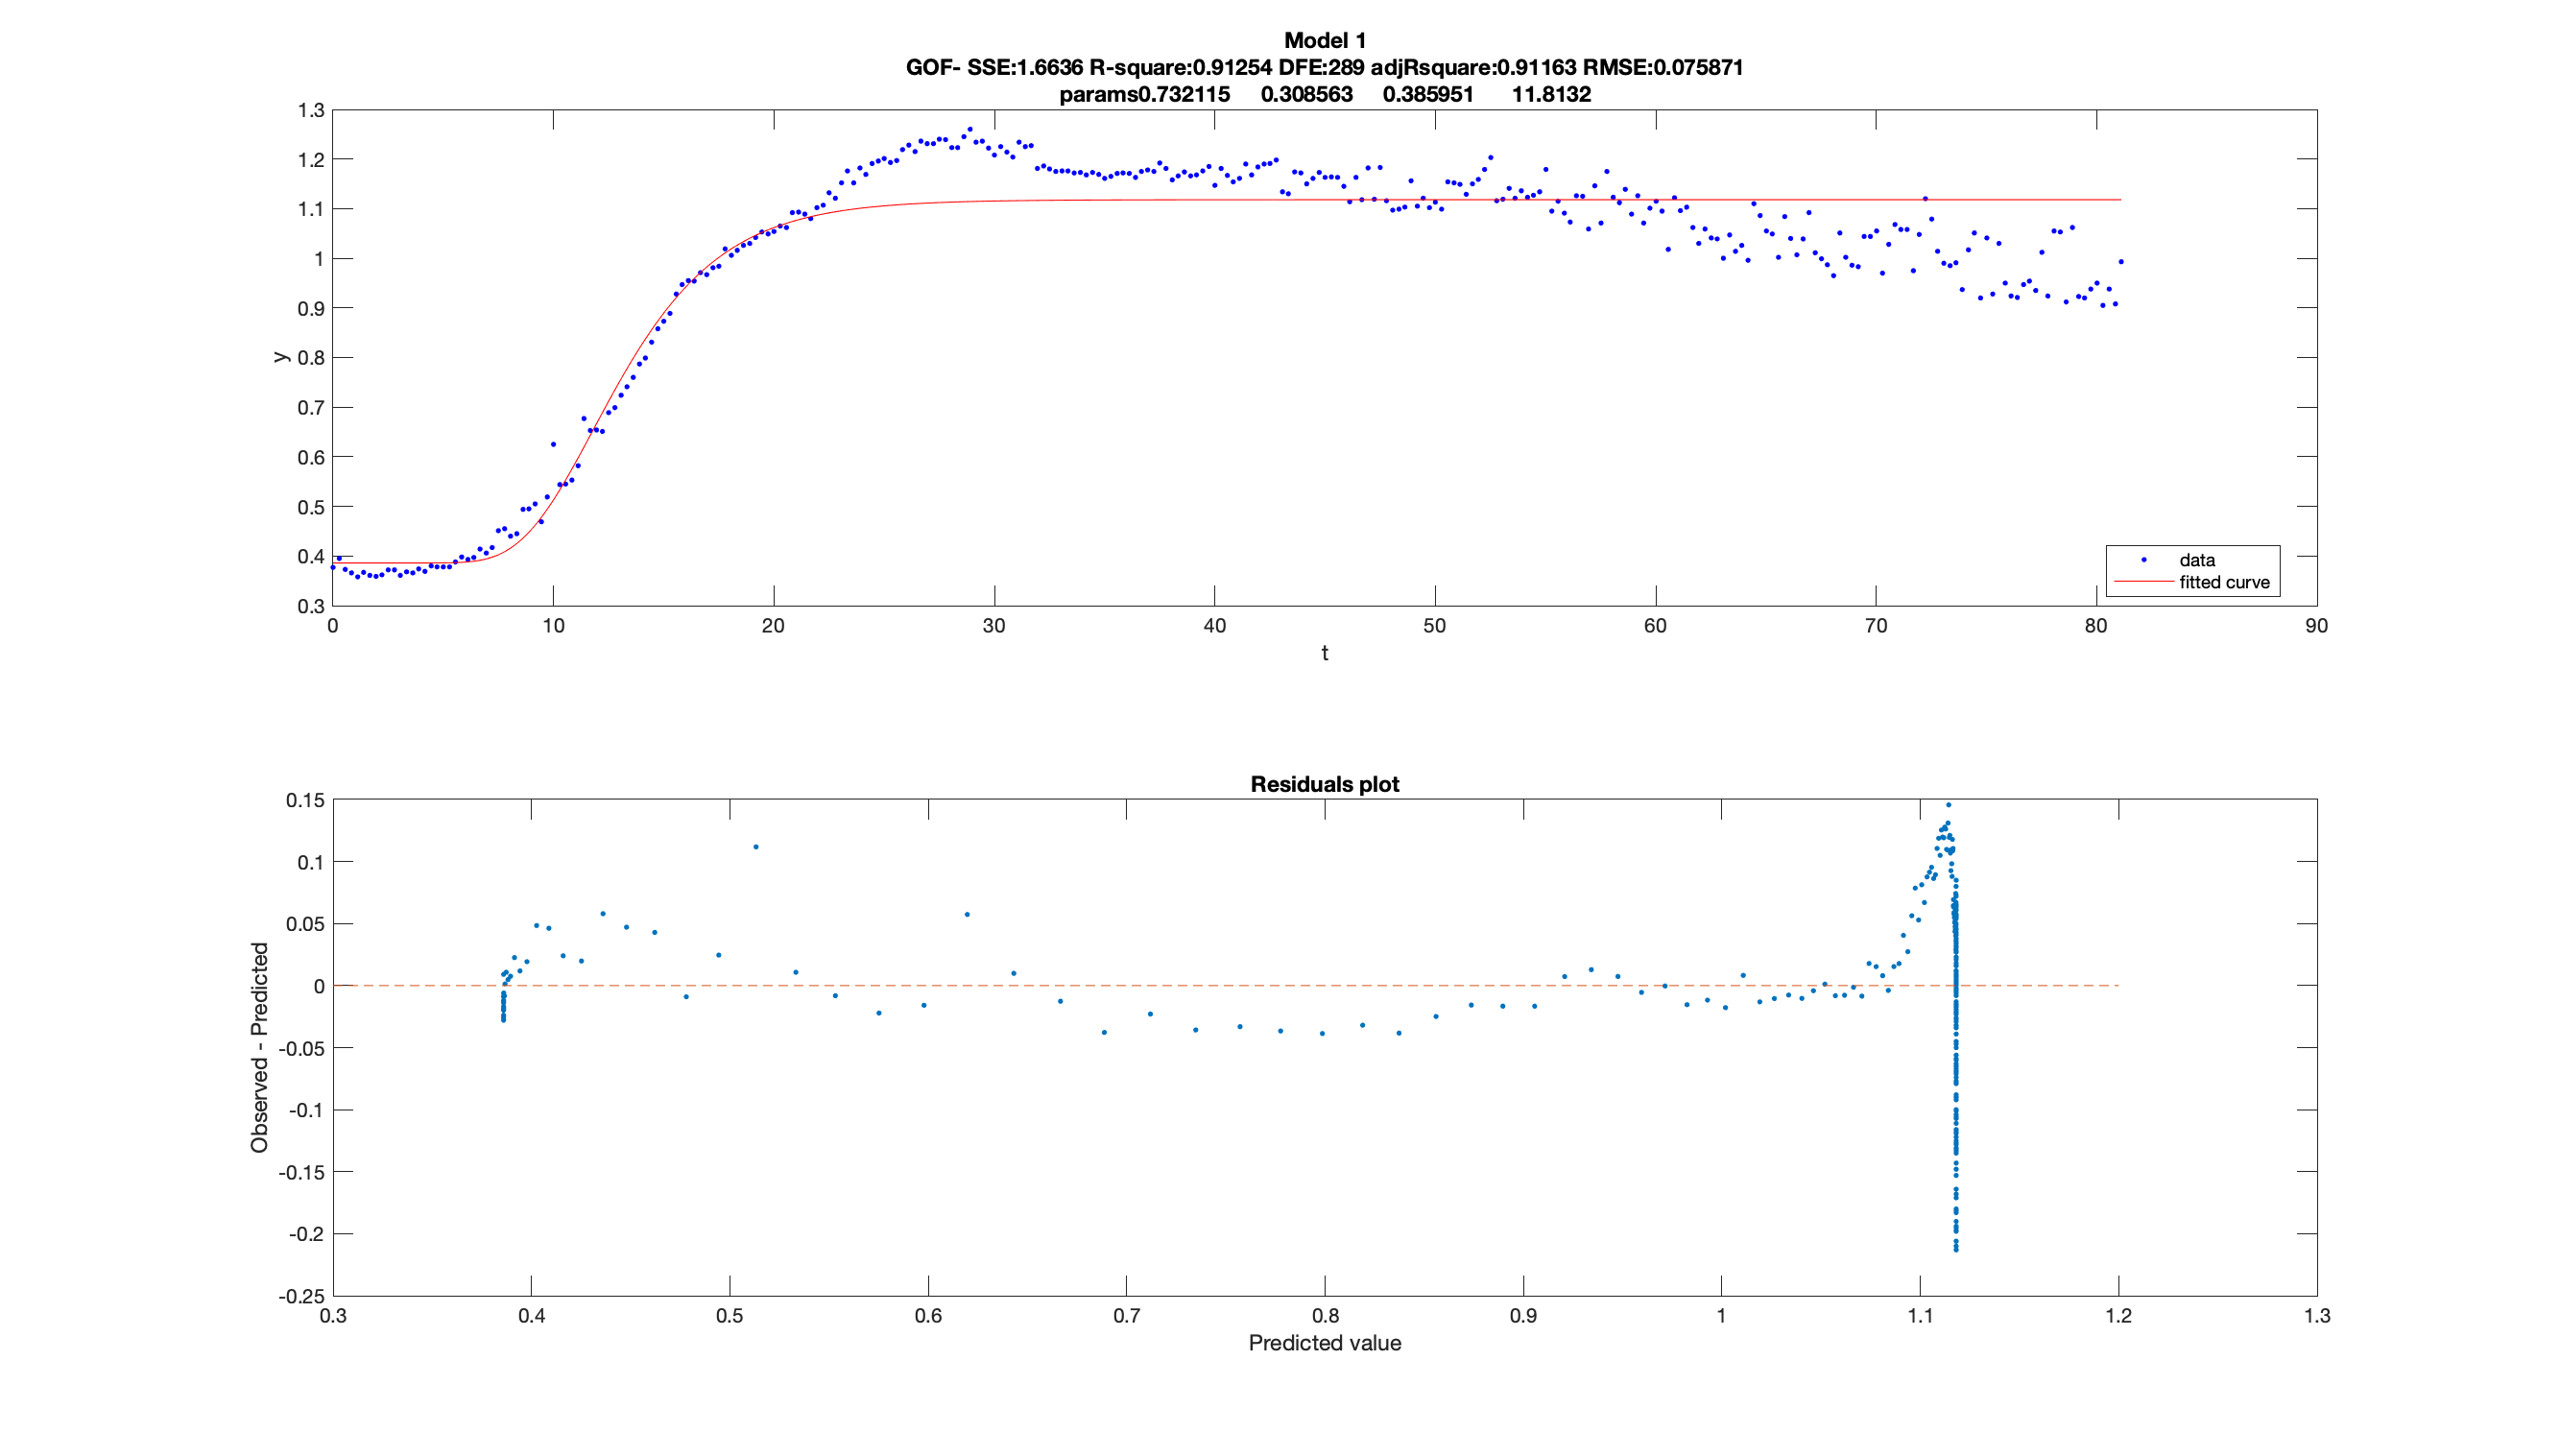 Model 1
GOF- SSE:1.6636 R-square:0.91254 DFE:289 adjRsquare:0.91163 RMSE:0.075871
params0.732115 0.308563 0.385951 11.8132
1.3
1.2
1.1
1
0.9
0.8
0.7
0.6
0.5
0.4
0.3
y
0 10 20 30 40 50 60 70 80 90
t
data
fitted curve
Residuals plot
0.15
0.1
0.05
0
-0.05
-0.1
-0.15
-0.2
-0.25
Observed - Predicted
0.3 0.4 0.5 0.6 0.7 0.8 0.9 1 1.1 1.2 1.3
Predicted value